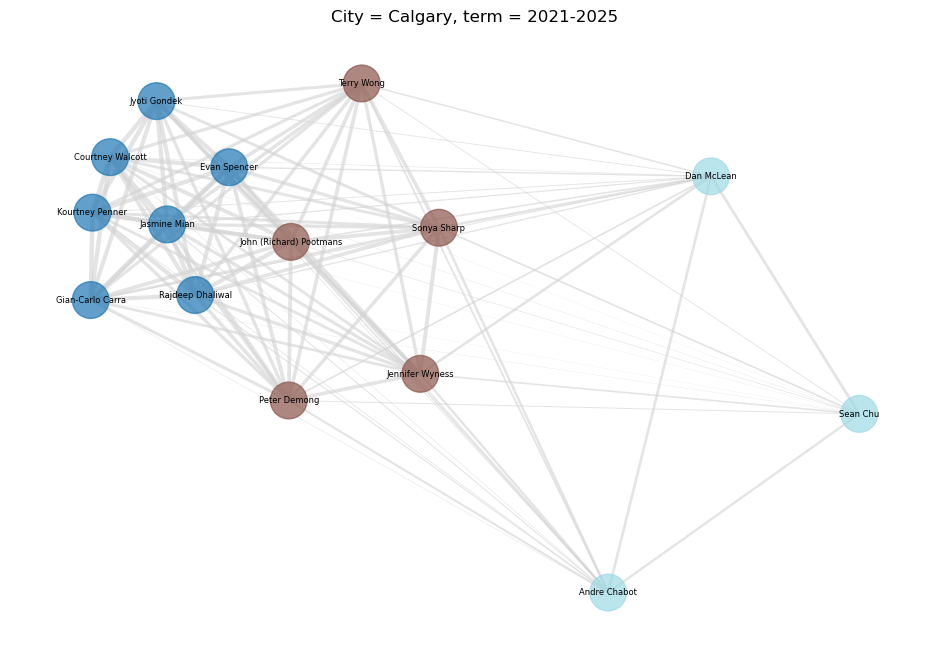 City = Calgary, term = 2021-2025
Terry Wong
Jyoti Gondek
Courtney Walcott
Evan Spencer
Dan McLean
Kourtney Penner
Jasmine Mian
Sonya Sharp
John (Richard) Pootmans
Gian-Carlo Carra
Rajdeep Dhaliwal
Jennifer Wyness
Peter Demong
Sean Chu
Andre Chabot